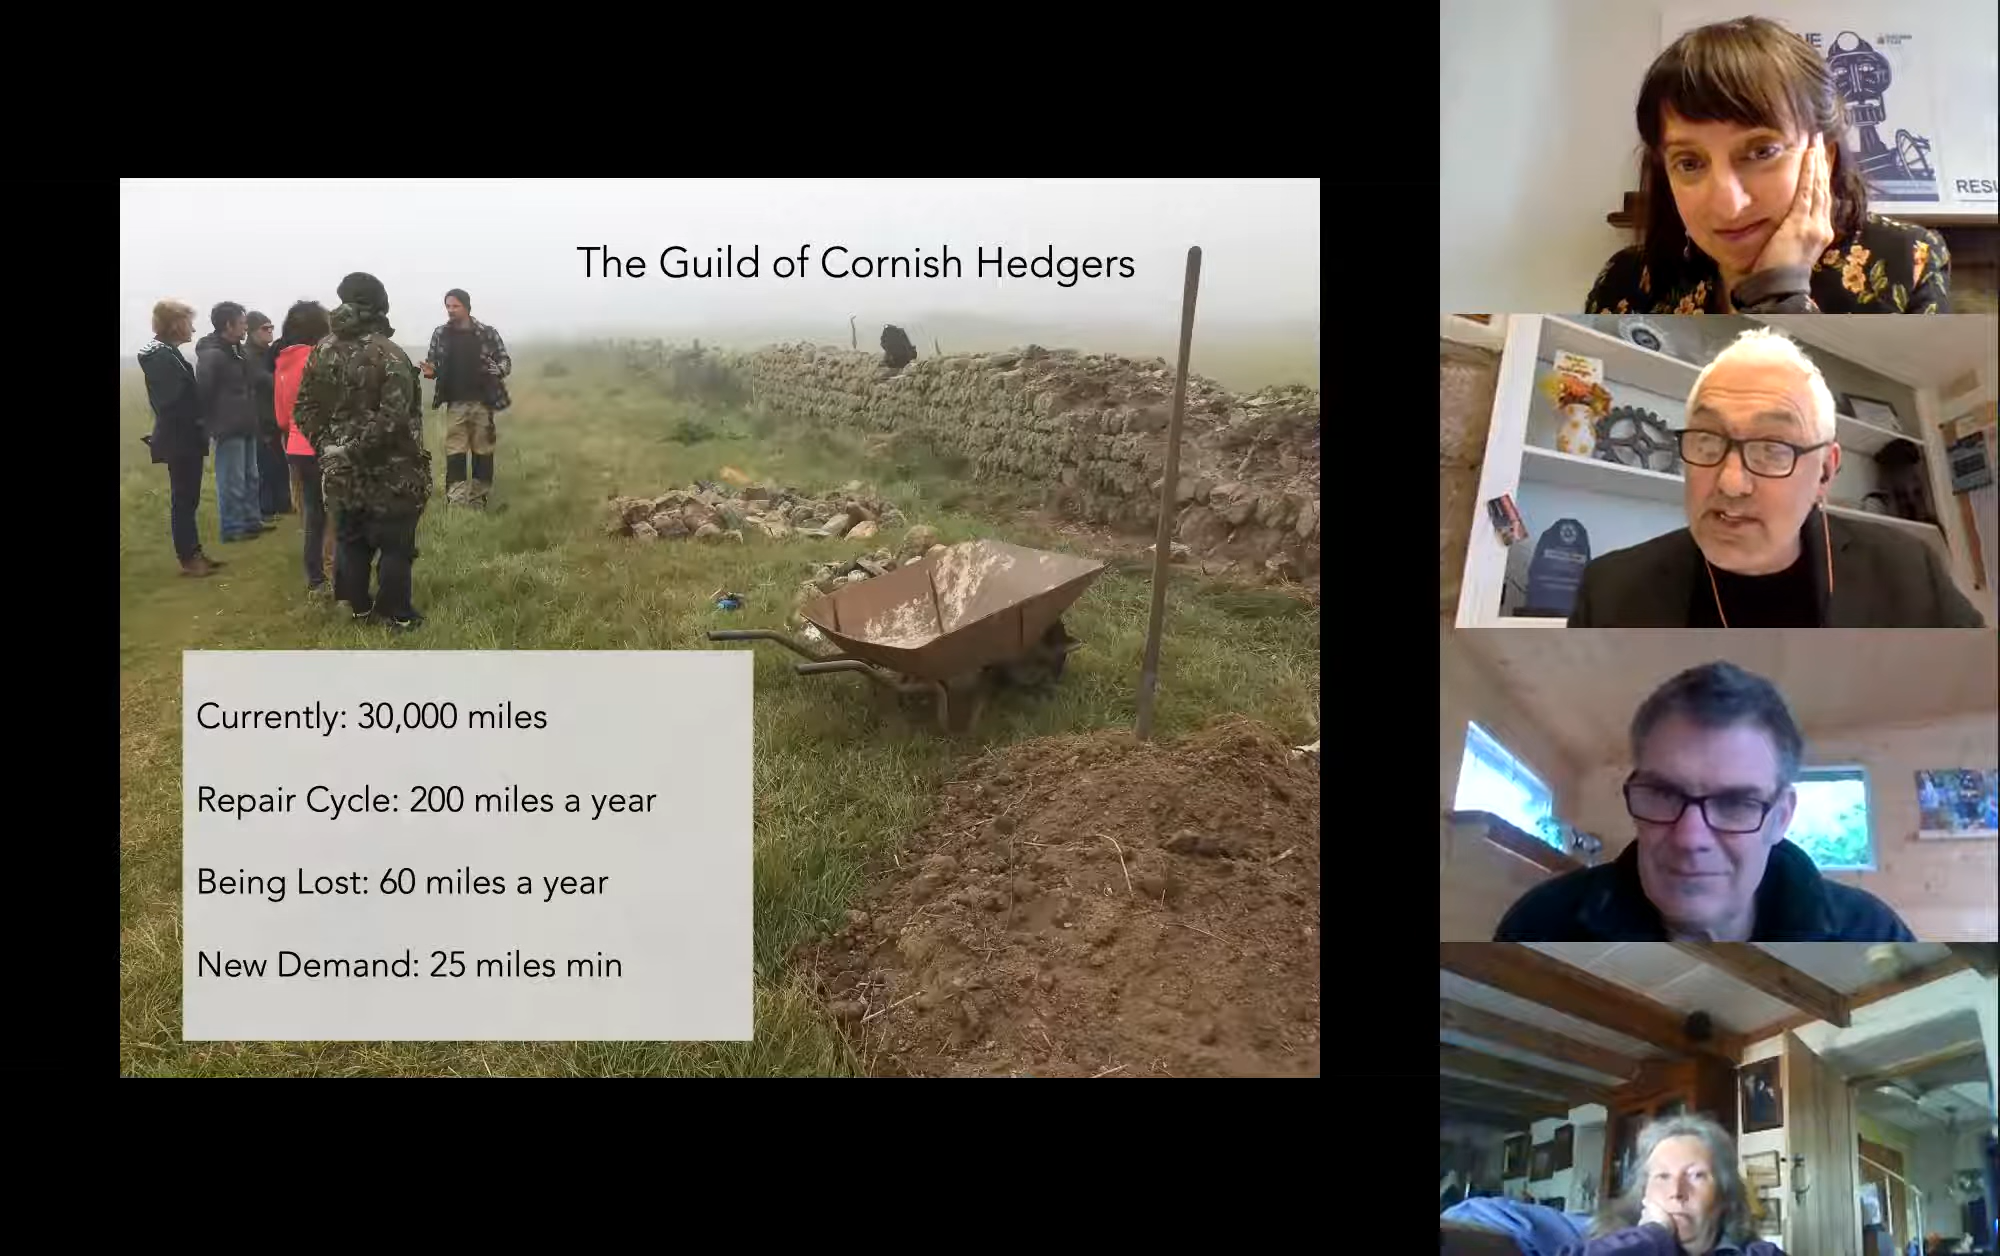 The Guild of Cornish Hedgers
Currently: 30,000 miles
Repair Cycle: 200 miles a year
Being Lost: 60 miles a year
New Demand: 25 miles min